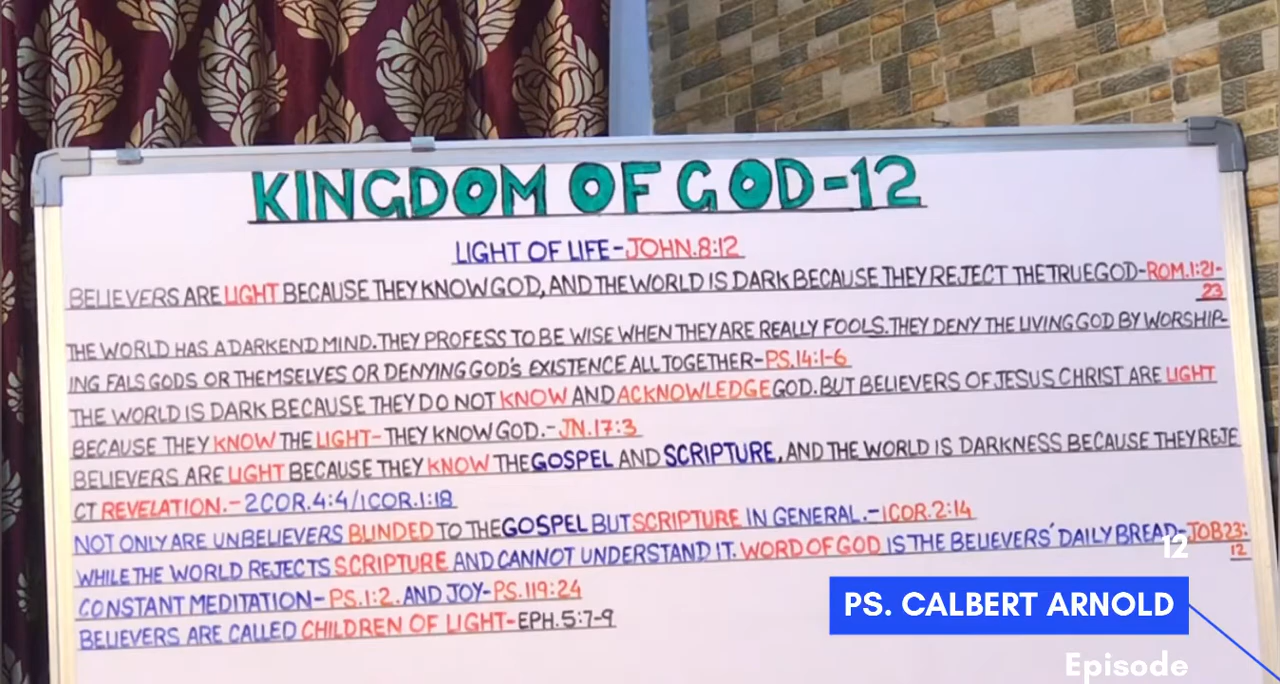 KINGDOM OF GOD-12
LIGHT OF LIFE-JOHN.8:12
BELIEVERS ARE LIGHT BECAUSE THEY KNOW GOD, AND THE WORLD IS DARK BECAUSE THEY REJECT THE TRUE GOD-ROM.1:21-
23
THE WORLD HAS A DARKEND MIND. THEY PROFESS TO BE WISE WHEN THEY ARE REALLY FOOLS. THEY DENY THE LIVING GOD BY WORSHIP-
ING FALS GODS OR THEMSELVES OR DENYING GOD'S EXISTENCE ALL TOGETHER-PS.14:1-6
THE WORLD IS DARK BECAUSE THEY DO NOT KNOW AND ACKNOWLEDGE GOD. BUT BELIEVERS OF JESUS CHRIST ARE LIGHT
BECAUSE THEY KNOW THE LIGHT- THEY KNOW GOD.-JN.17:3
BELIEVERS ARE LIGHT BECAUSE THEY KNOW THE GOSPEL AND SCRIPTURE, AND THE WORLD IS DARKNESS BECAUSE THEY REJE
CT REVELATION.- 2COR.4:4/1COR.1:18
NOT ONLY ARE UNBELIEVERS BLINDED TO THE GOSPEL BUT SCRIPTURE IN GENERAL.-1COR.2:14
WHILE THE WORLD REJECTS SCRIPTURE AND CANNOT UNDERSTAND IT. WORD OF GOD IS THE BELIEVERS' DAILY BREAD-JOB23:
12
CONSTANT MEDITATION- PS.1:2. AND JOY-PS.119:24
BELIEVERS ARE CALLED CHILDREN OF LIGHT-EPH.5:7-9
12
PS. CALBERT ARNOLD
Episode